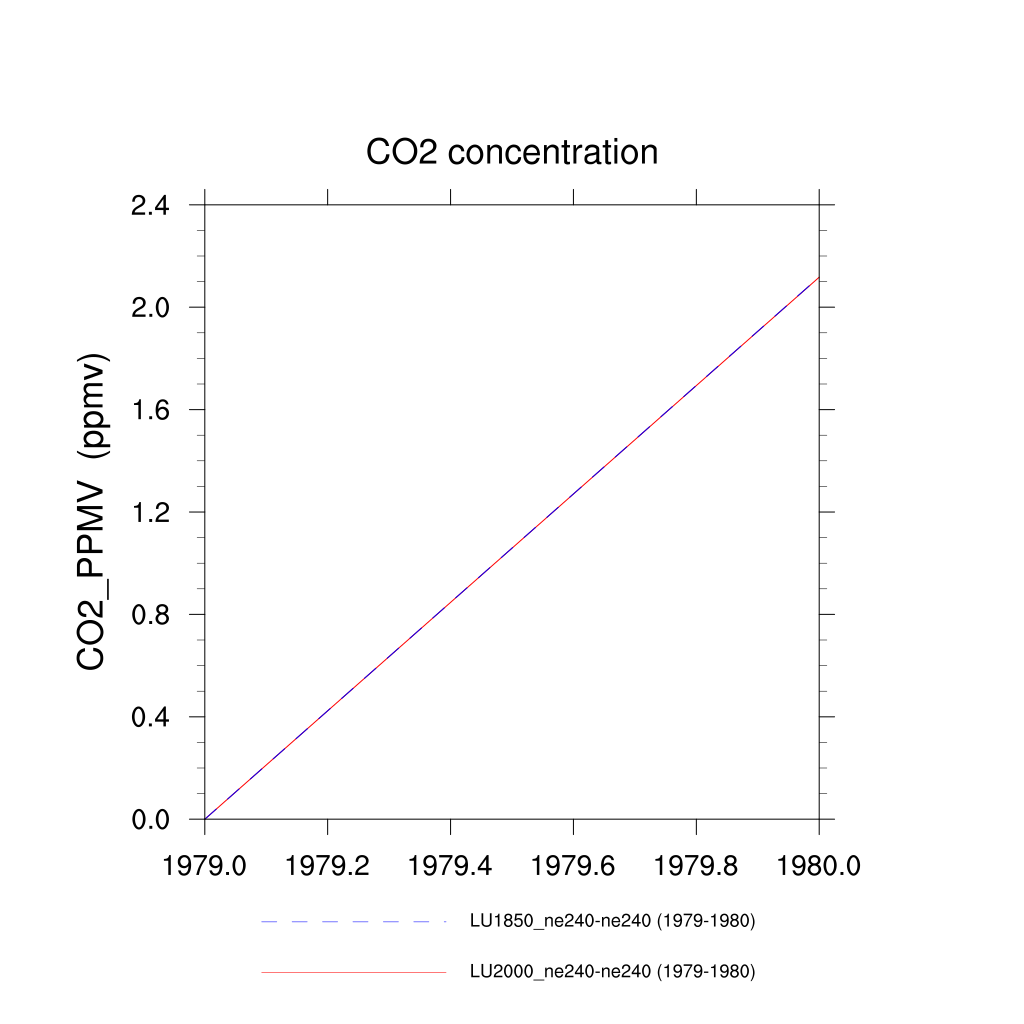 CO2 concentration
2.4
2.0
1.6
1.2
0.8
0.4
0.0
CO2_PPMV (ppmv)
1979.0 1979.2 1979.4 1979.6 1979.8 1980.0
LU1850_ne240-ne240 (1979-1980)
LU2000_ne240-ne240 (1979-1980)